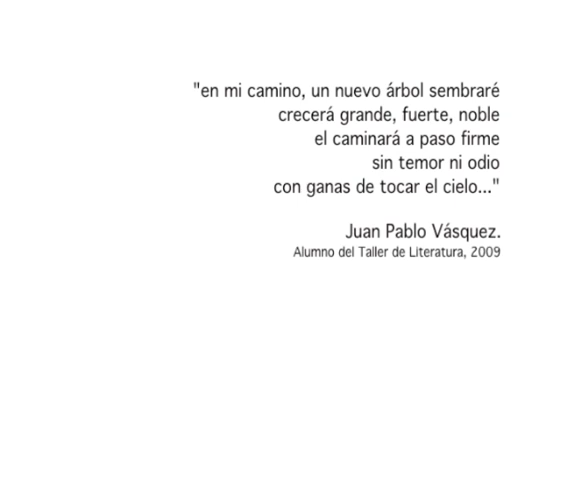 "en mi camino, un nuevo árbol sembraré
crecerá grande, fuerte, noble
el caminará a paso firme
sin temor ni odio
con ganas de tocar el cielo..."
Juan Pablo Vásquez.
Alumno del Taller de Literatura, 2009